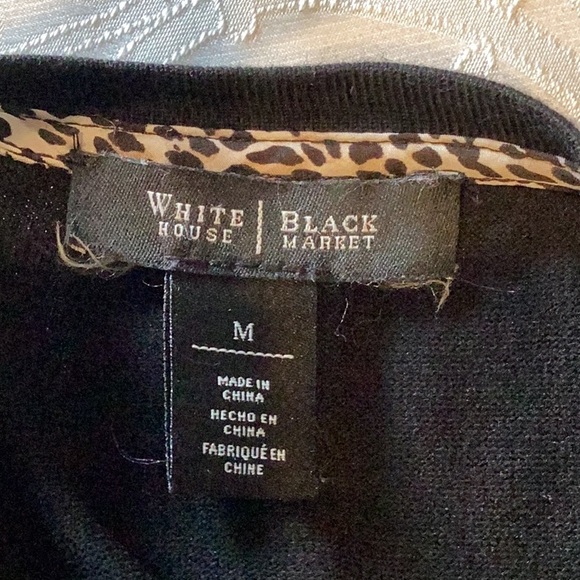 WHITE | BLACK
HOUSE | MARKET
M
MADE IN
CHINA
HECHO EN
CHINA
FABRIQUÉ EN
CHINE